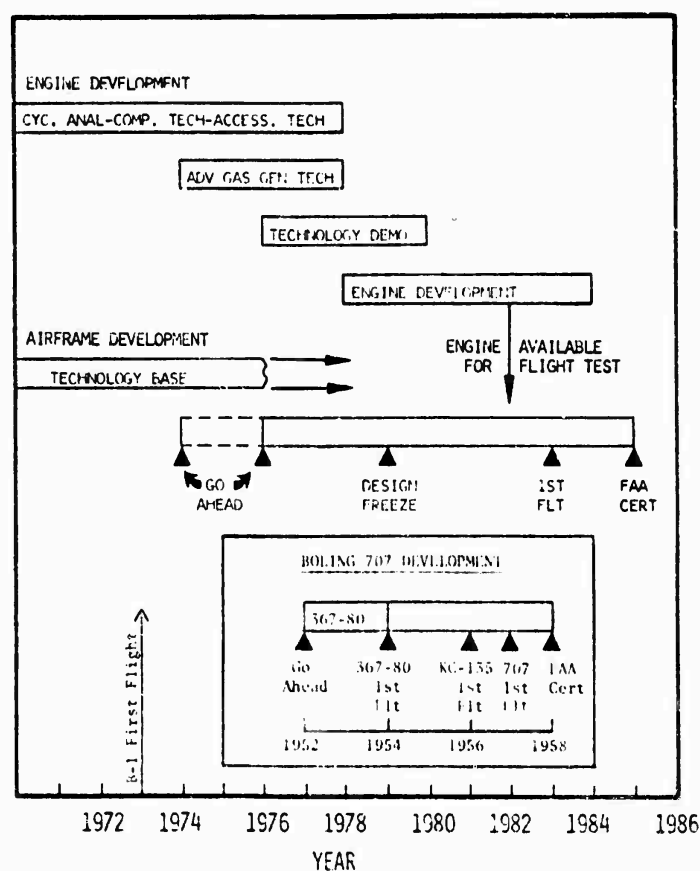 ENGINE DEVELOPMENT
CYC. ANAL-COMP. TECH-ACCESS. TECH
ADV GAS GEN TECH
TECHNOLOGY DEMO
ENGINE DEVELOPMENT
AIRFRAME DEVELOPMENT
TECHNOLOGY BASE
ENGINE AVAILABLE
FOR FLIGHT TEST
GO
AHEAD
DESIGN
FREEZE
1ST
FLT
FAA
CERT
BOEING 707 DEVELOPMENT
367-80
Go
Ahead
367-80
1st
Flt
KC-135
1st
Flt
707
1st
Flt
FAA
Cert
1952 1954 1956 1958
B-1 First Flight
1972 1974 1976 1978 1980 1982 1984 1986
YEAR